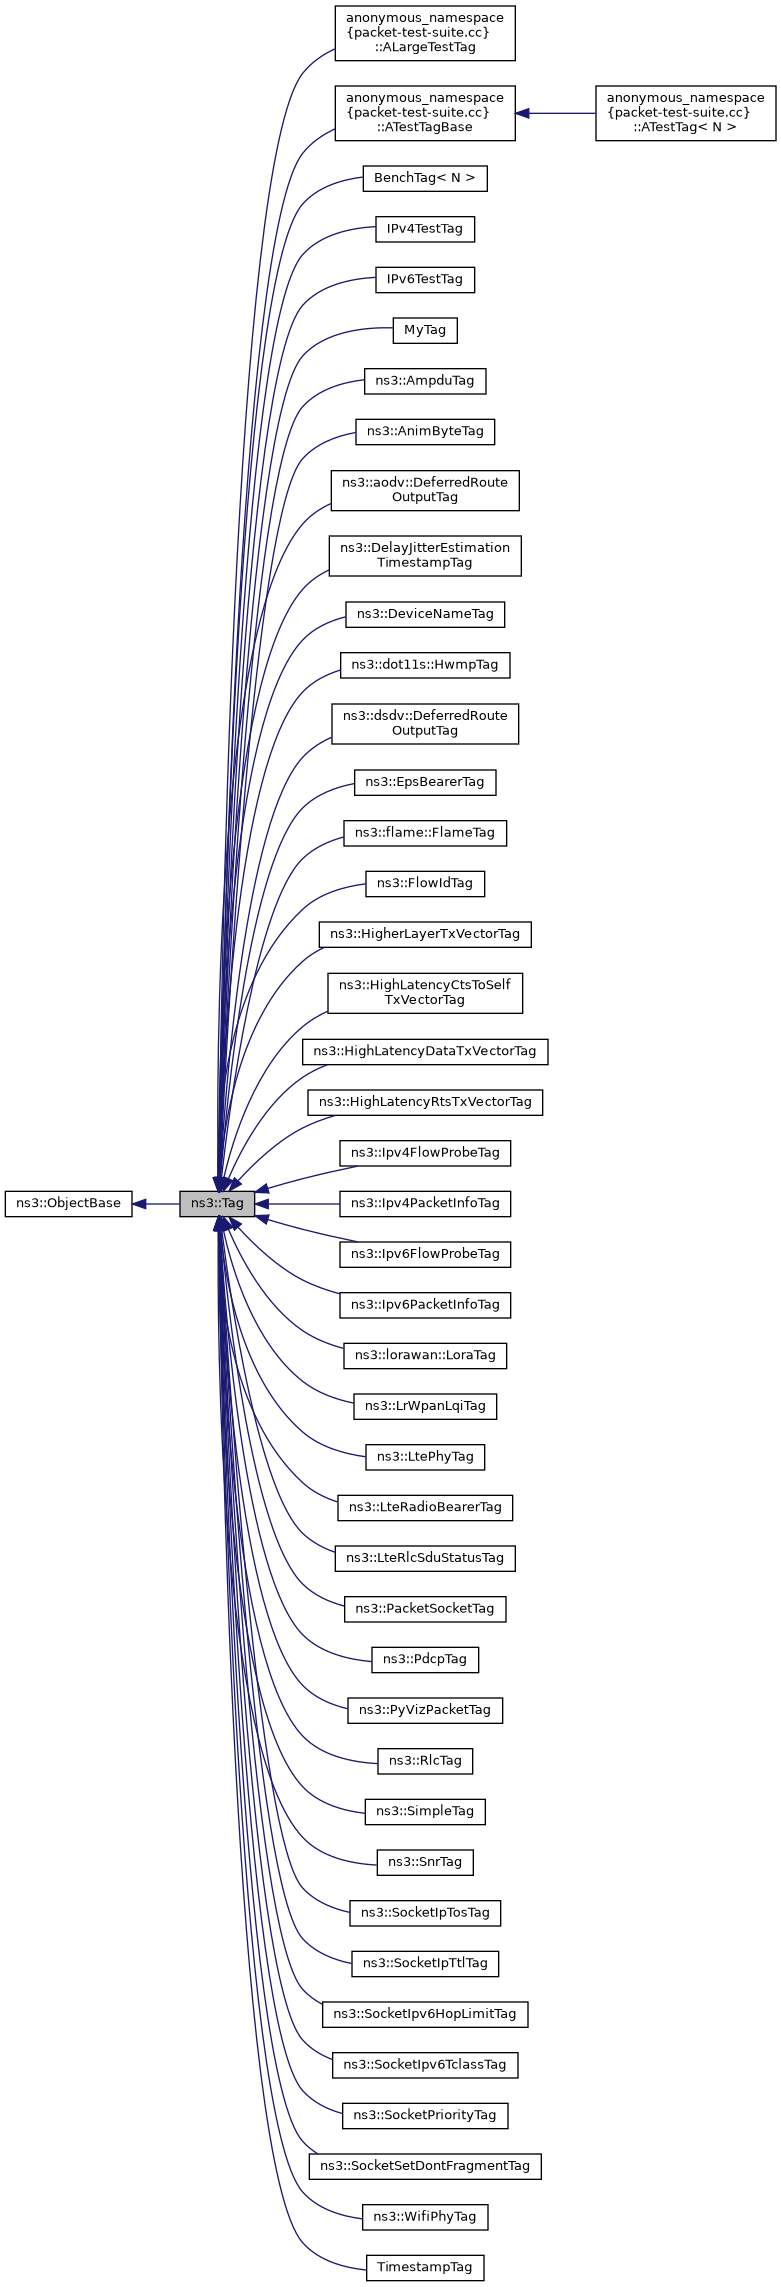 anonymous_namespace
{packet-test-suite.cc}
::ALargeTestTag
anonymous_namespace
{packet-test-suite.cc}
::ATestTagBase
anonymous_namespace
{packet-test-suite.cc}
::ATestTag< N >
BenchTag< N >
IPv4TestTag
IPv6TestTag
MyTag
ns3::AmpduTag
ns3::AnimByteTag
ns3::aodv::DeferredRoute
OutputTag
ns3::DelayJitterEstimation
TimestampTag
ns3::DeviceNameTag
ns3::dot11s::HwmpTag
ns3::dsdv::DeferredRoute
OutputTag
ns3::EpsBearerTag
ns3::flame::FlameTag
ns3::FlowIdTag
ns3::HigherLayerTxVectorTag
ns3::HighLatencyCtsToSelf
TxVectorTag
ns3::HighLatencyDataTxVectorTag
ns3::HighLatencyRtsTxVectorTag
ns3::Ipv4FlowProbeTag
ns3::ObjectBase
ns3::Tag
ns3::Ipv4PacketInfoTag
ns3::Ipv6FlowProbeTag
ns3::Ipv6PacketInfoTag
ns3::lorawan::LoraTag
ns3::LrWpanLqiTag
ns3::LtePhyTag
ns3::LteRadioBearerTag
ns3::LteRlcSduStatusTag
ns3::PacketSocketTag
ns3::PdcpTag
ns3::PyVizPacketTag
ns3::RlcTag
ns3::SimpleTag
ns3::SnrTag
ns3::SocketIpTosTag
ns3::SocketIpTtlTag
ns3::SocketIpv6HopLimitTag
ns3::SocketIpv6TclassTag
ns3::SocketPriorityTag
ns3::SocketSetDontFragmentTag
ns3::WifiPhyTag
TimestampTag